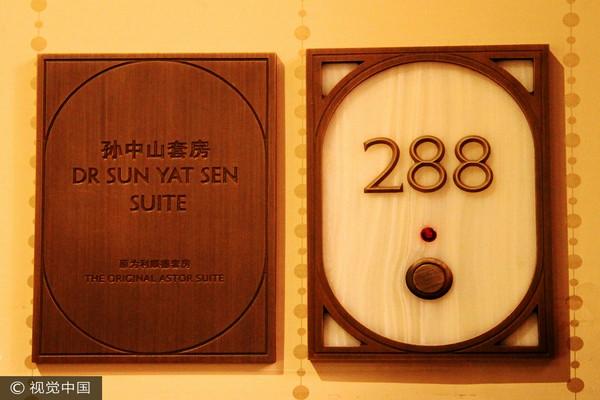 孙中山套房
DR SUN YAT SEN
SUITE
原为利顺德套房
THE ORIGINAL ASTOR SUITE
288
© 视觉中国